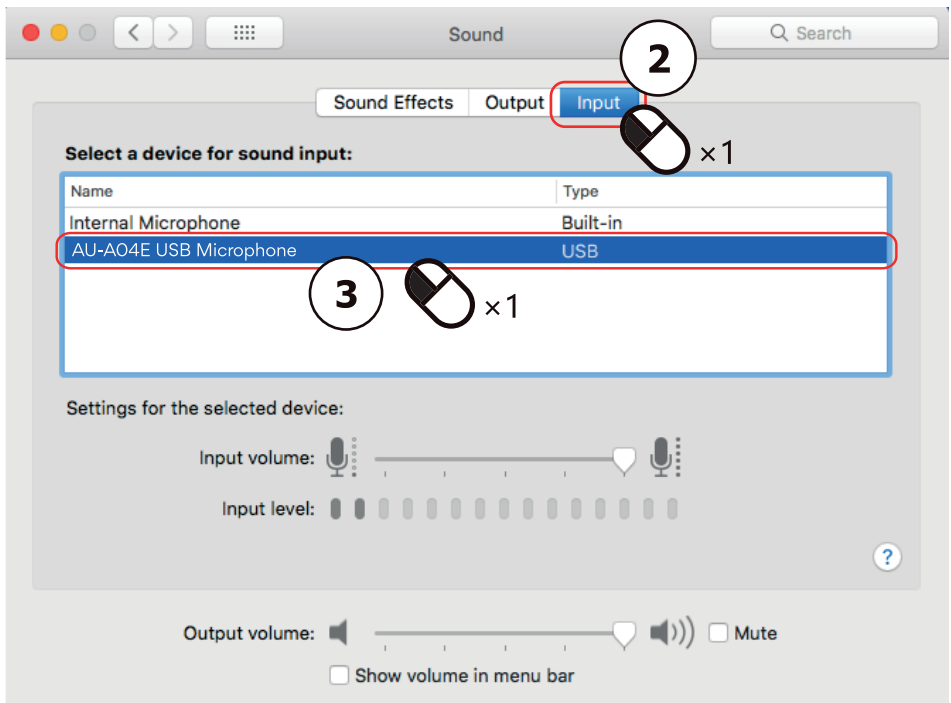 Sound
Search
2
Sound Effects Output Input
×1
Select a device for sound input:
Name Type
Internal Microphone Built-in
AU-A04E USB Microphone USB
3 ×1
Settings for the selected device:
Input volume:
Input level:
?
Output volume: Mute
Show volume in menu bar